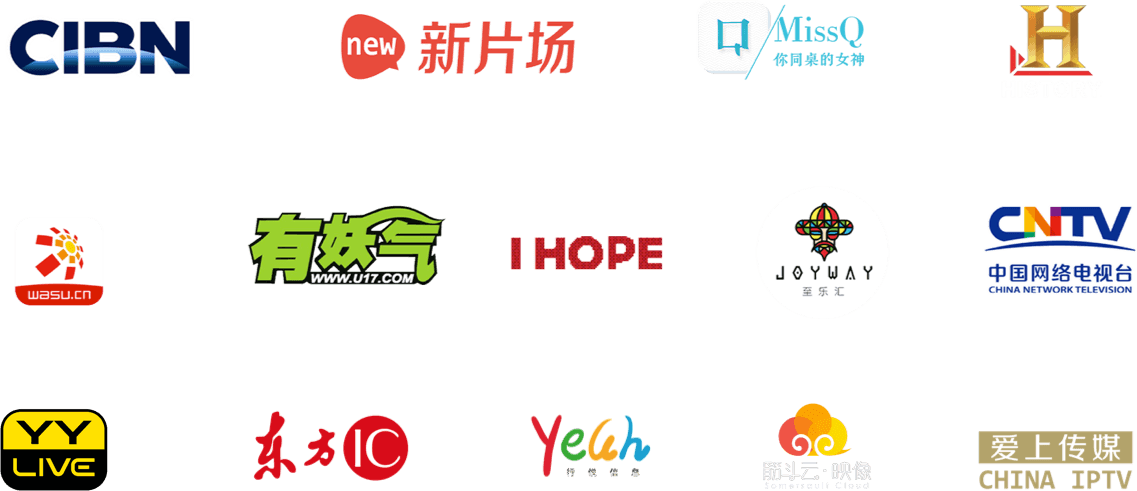 CIBN
new 新片场
MissQ
你同桌的女神
H
wasu.cn
有妖气
WWW.U17.COM
I HOPE
JOYWAY
至乐汇
CNTV
中国网络电视台
CHINA NETWORK TELEVISION
YY
LIVE
东方IC
Yeah
行悦信息
筋斗云·映像
Somersault Cloud
爱上传媒
CHINA IPTV